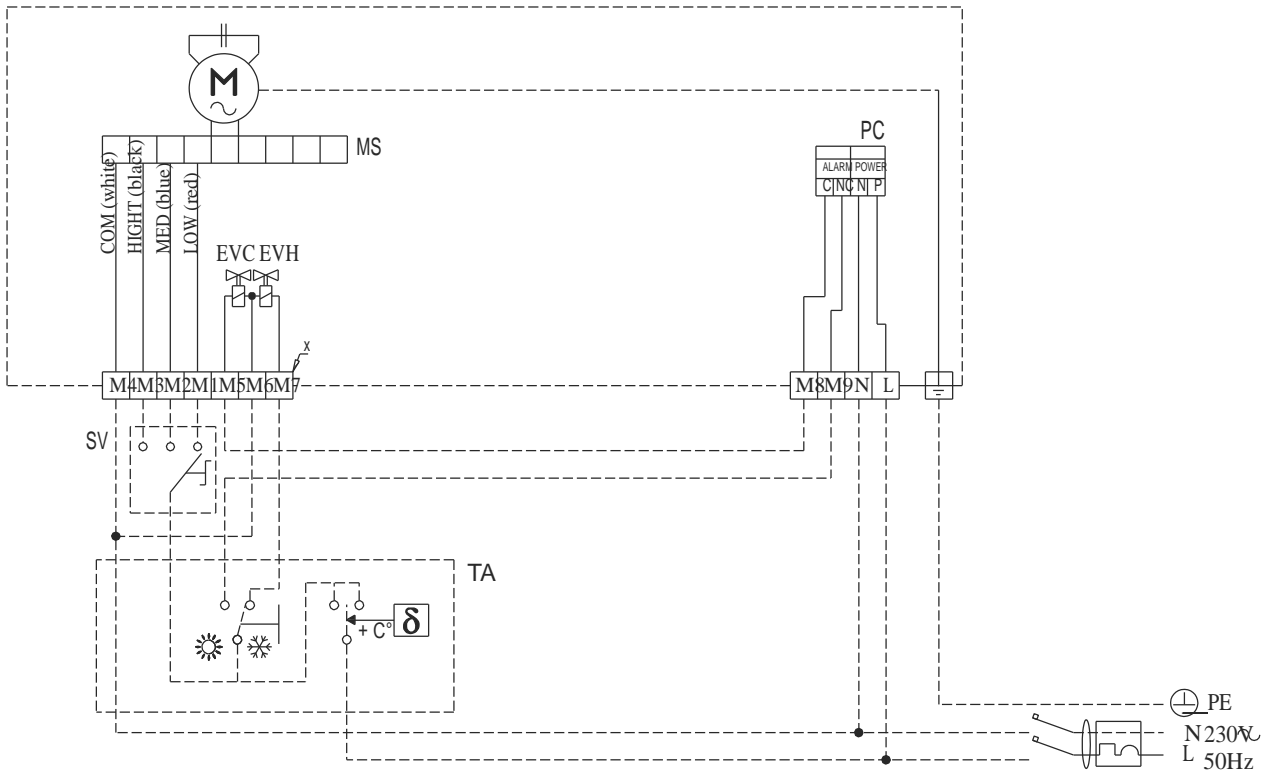 M
MS
COM (white)
HIGHT (black)
MED (blue)
LOW (red)
EVC EVH
PC
ALARM POWER
C NC N P
x
M4 M3 M2 M1 M5 M6 M7
M8 M9 N L
SV
TA
+ C° δ
PE
N 230V
L 50Hz